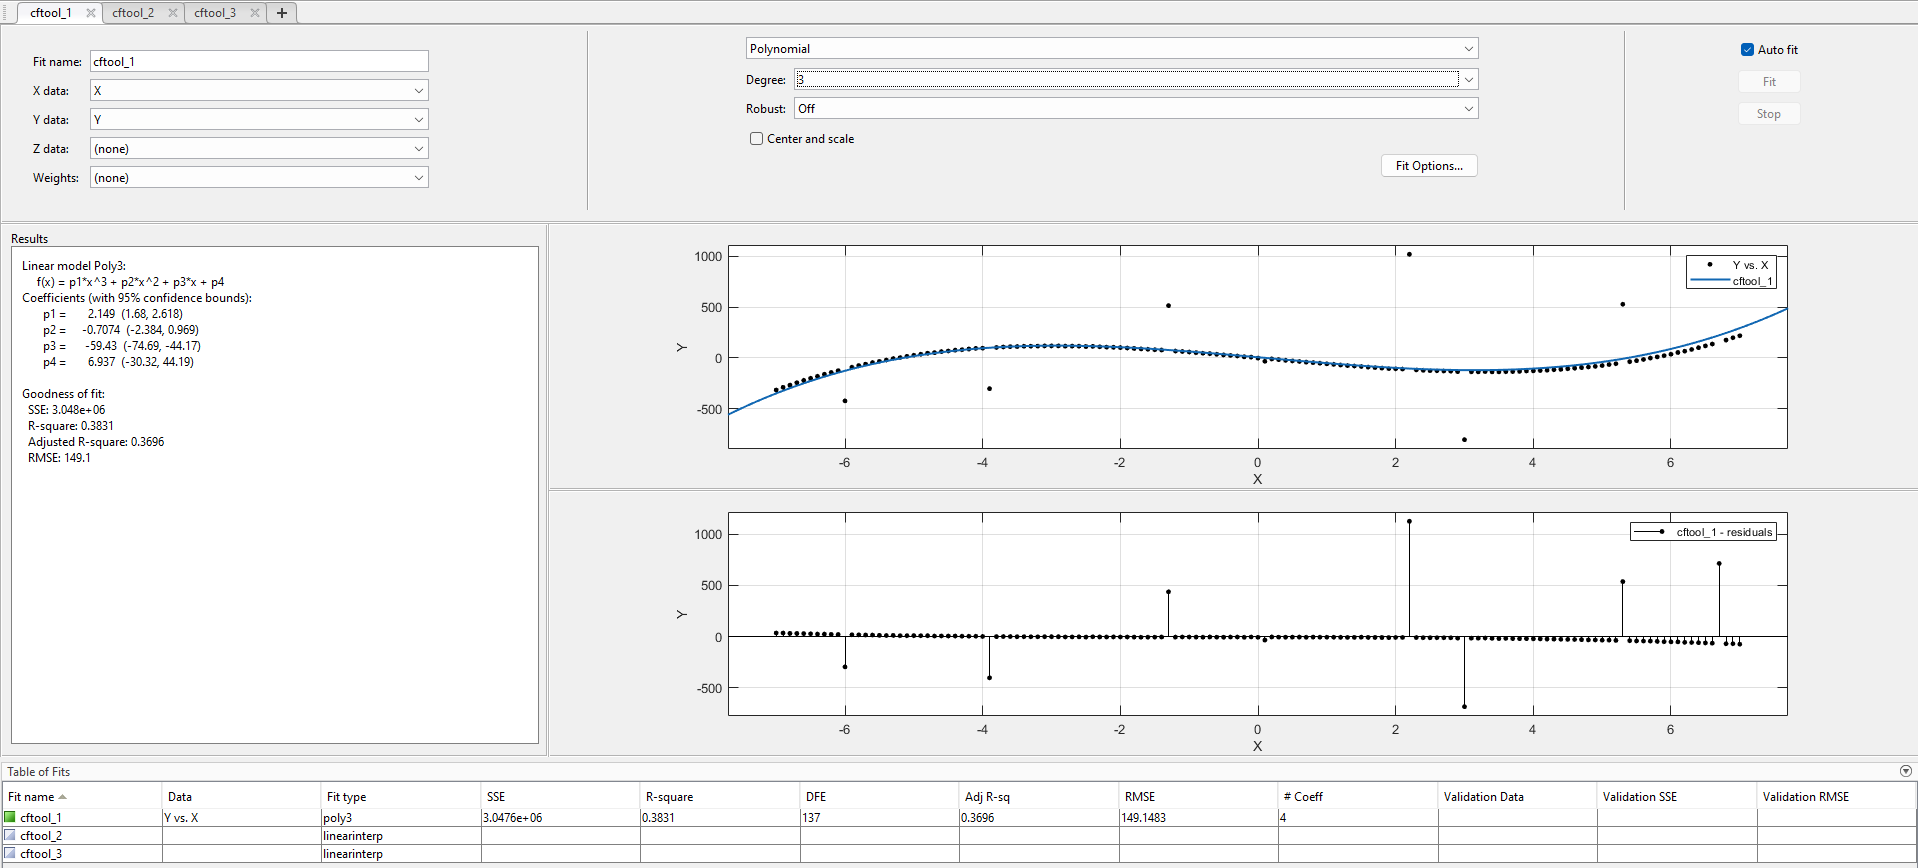 cftool_1
cftool_2
cftool_3
+
Fit name: cftool_1
X data: X
Y data: Y
Z data: (none)
Weights: (none)
Polynomial
Degree: 3
Robust: Off
Center and scale
Fit Options...
Auto fit
Fit
Stop
Results
Linear model Poly3:
f(x) = p1*x^3 + p2*x^2 + p3*x + p4
Coefficients (with 95% confidence bounds):
p1 = 2.149 (1.68, 2.618)
p2 = -0.7074 (-2.384, 0.969)
p3 = -59.43 (-74.69, -44.17)
p4 = 6.937 (-30.32, 44.19)
Goodness of fit:
SSE: 3.048e+06
R-square: 0.3831
Adjusted R-square: 0.3696
RMSE: 149.1
1000
500
0
-500
Y
-6 -4 -2 0 2 4 6
X
Y vs. X
cftool_1
1000
500
0
-500
Y
-6 -4 -2 0 2 4 6
X
cftool_1 - residuals
Table of Fits
Fit name Data Fit type SSE R-square DFE Adj R-sq RMSE # Coeff Validation Data Validation SSE Validation RMSE
cftool_1 Y vs. X poly3 3.0476e+06 0.3831 137 0.3696 149.1483 4
cftool_2 linearinterp
cftool_3 linearinterp